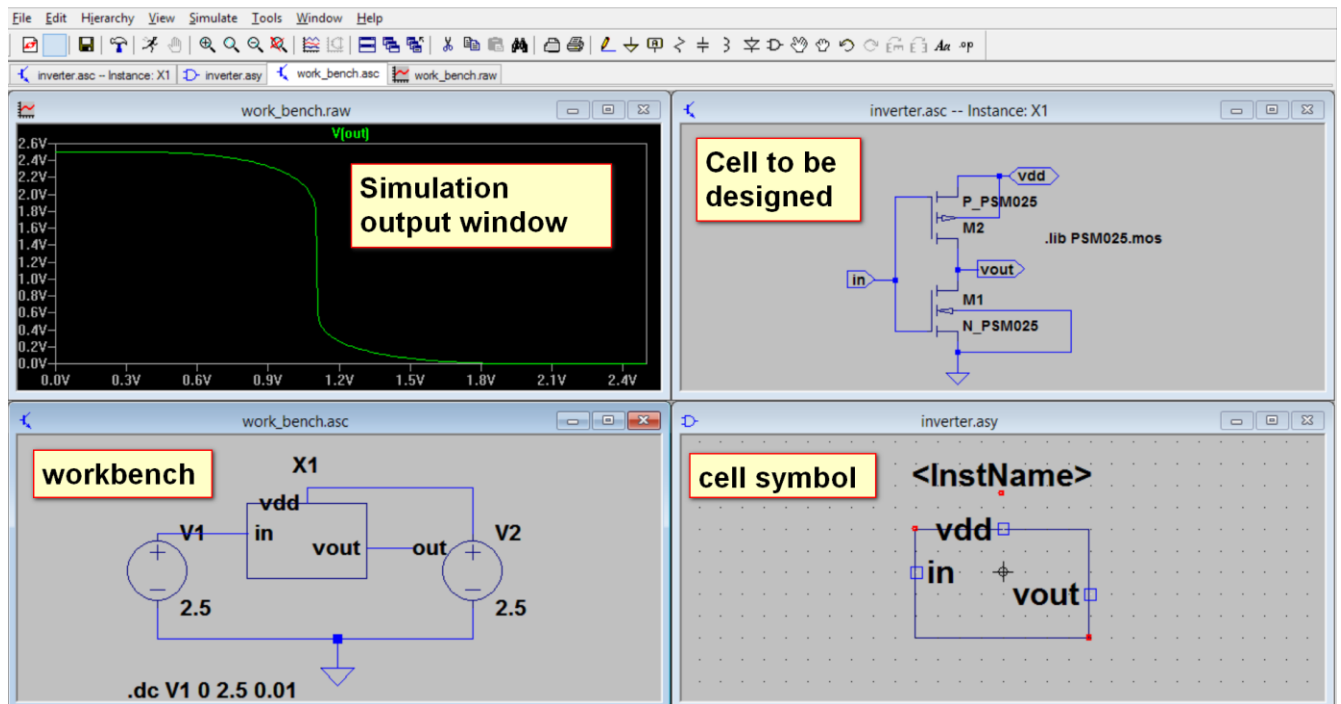 File Edit Hierarchy View Simulate Tools Window Help
Aa .op
inverter.asc -- Instance: X1 inverter.asy work_bench.asc work_bench.raw
work_bench.raw
V(out)
2.6V
2.4V
2.2V
2.0V
1.8V
1.6V
1.4V
1.2V
1.0V
0.8V
0.6V
0.4V
0.2V
0.0V
0.0V 0.3V 0.6V 0.9V 1.2V 1.5V 1.8V 2.1V 2.4V
Simulation
output window
inverter.asc -- Instance: X1
Cell to be
designed
vdd
P_PSM025
M2
.lib PSM025.mos
vout
in
M1
N_PSM025
work_bench.asc
workbench
X1
vdd
V1 in V2
vout out
2.5 2.5
.dc V1 0 2.5 0.01
inverter.asy
cell symbol
<InstName>
vdd
in
vout